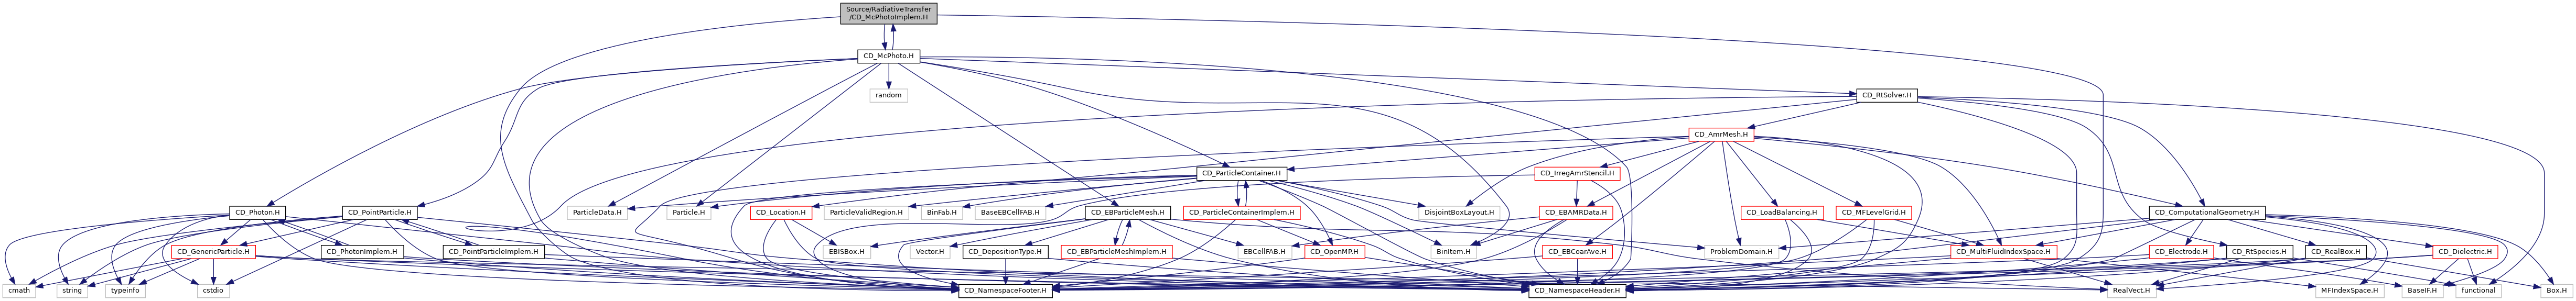 Source/RadiativeTransfer
/CD_McPhotoImplem.H
CD_McPhoto.H
random
CD_RtSolver.H
CD_AmrMesh.H
CD_ParticleContainer.H
CD_IrregAmrStencil.H
CD_Photon.H
CD_PointParticle.H
ParticleData.H
Particle.H
CD_Location.H
ParticleValidRegion.H
BinFab.H
BaseEBCellFAB.H
CD_EBParticleMesh.H
CD_ParticleContainerImplem.H
DisjointBoxLayout.H
CD_EBAMRData.H
CD_LoadBalancing.H
CD_MFLevelGrid.H
CD_ComputationalGeometry.H
CD_GenericParticle.H
CD_PhotonImplem.H
CD_PointParticleImplem.H
EBISBox.H
Vector.H
CD_DepositionType.H
CD_EBParticleMeshImplem.H
EBCellFAB.H
CD_OpenMP.H
BinItem.H
CD_EBCoarAve.H
ProblemDomain.H
CD_MultiFluidIndexSpace.H
CD_Electrode.H
CD_RtSpecies.H
CD_RealBox.H
CD_Dielectric.H
cmath
string
typeinfo
cstdio
CD_NamespaceFooter.H
CD_NamespaceHeader.H
RealVect.H
MFIndexSpace.H
BaseIF.H
functional
Box.H